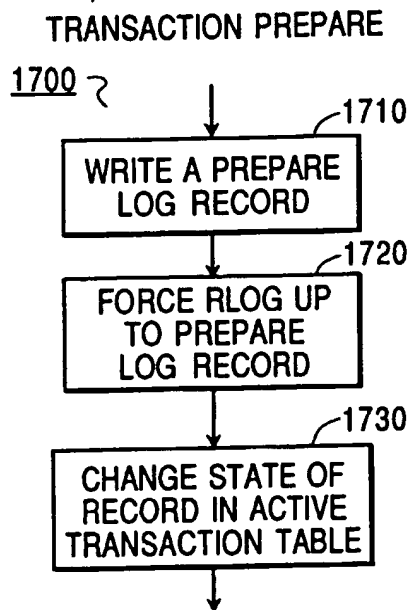 TRANSACTION PREPARE
1700
1710
WRITE A PREPARE
LOG RECORD
1720
FORCE RLOG UP
TO PREPARE
LOG RECORD
1730
CHANGE STATE OF
RECORD IN ACTIVE
TRANSACTION TABLE